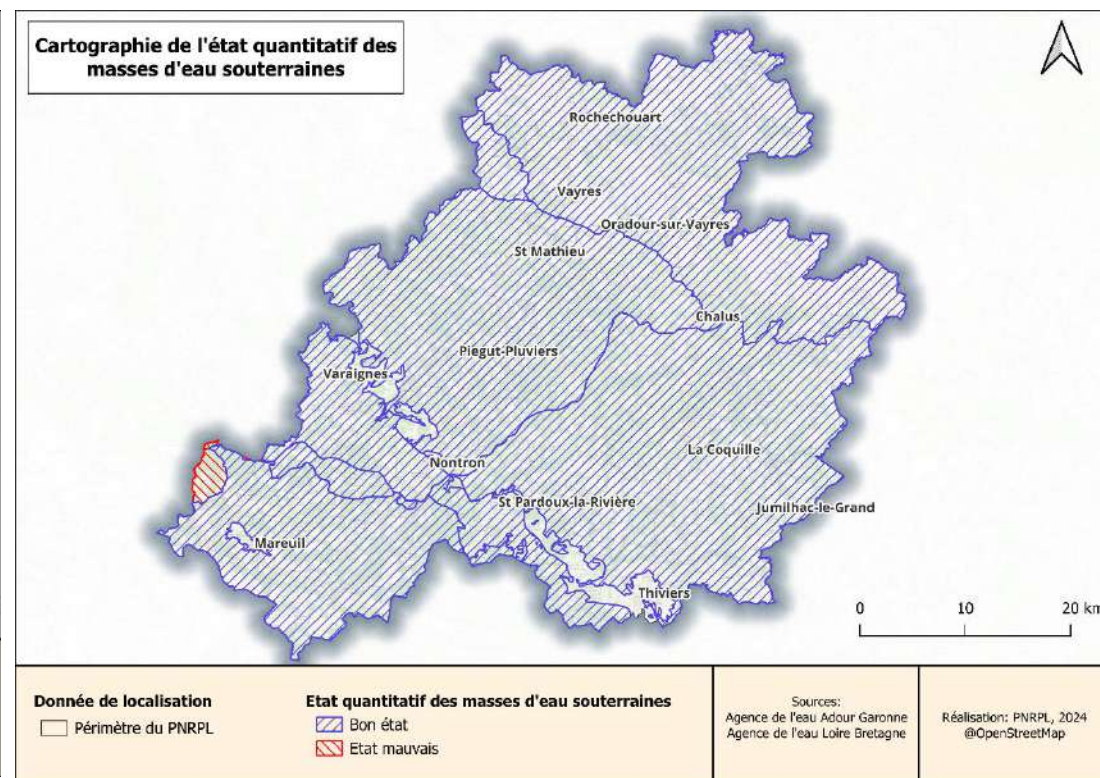 Cartographie de l'état quantitatif des
masses d'eau souterraines
Rochechouart
Vayres
Oradour-sur-Vayres
St Mathieu
Chalus
Piegut-Pluviers
Varaignes
La Coquille
Nontron
St Pardoux-la-Rivière
Jumilhac-le-Grand
Mareuil
Thiviers
0 10 20 km
Donnée de localisation
Périmètre du PNRPL
Etat quantitatif des masses d'eau souterraines
Bon état
Etat mauvais
Sources:
Agence de l'eau Adour Garonne
Agence de l'eau Loire Bretagne
Réalisation: PNRPL, 2024
@OpenStreetMap